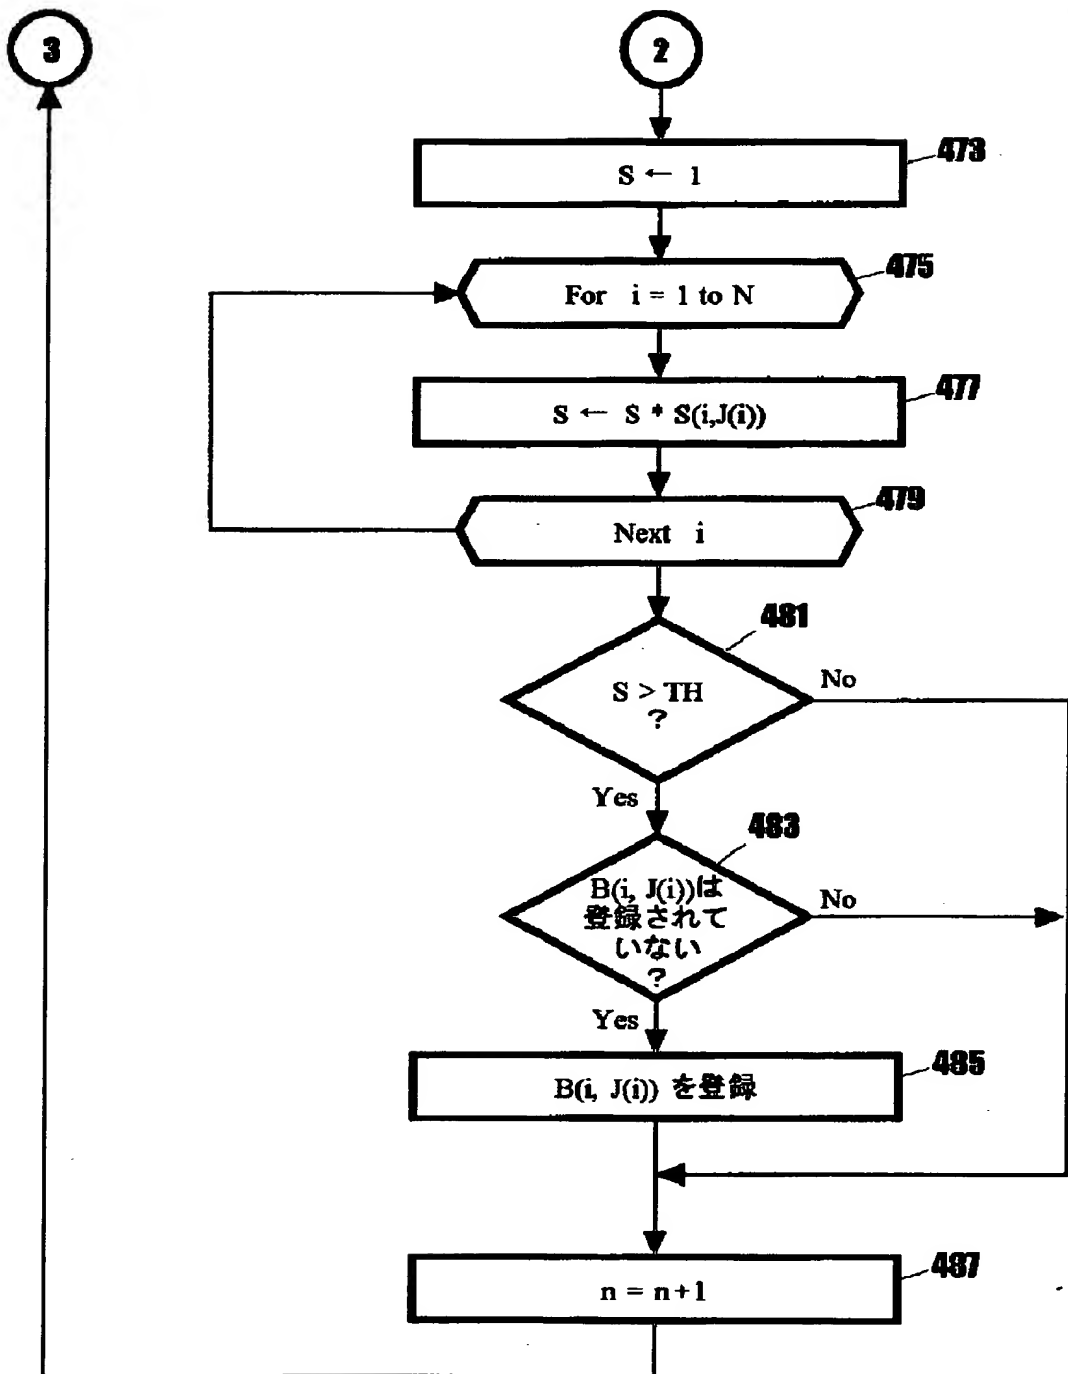 3
2
473
S ← 1
475
For i = 1 to N
477
S ← S * S(i,J(i))
479
Next i
481
S > TH
?
No
Yes
483
B(i, J(i))は
登録されて
いない
?
No
Yes
485
B(i, J(i)) を登録
487
n = n+1